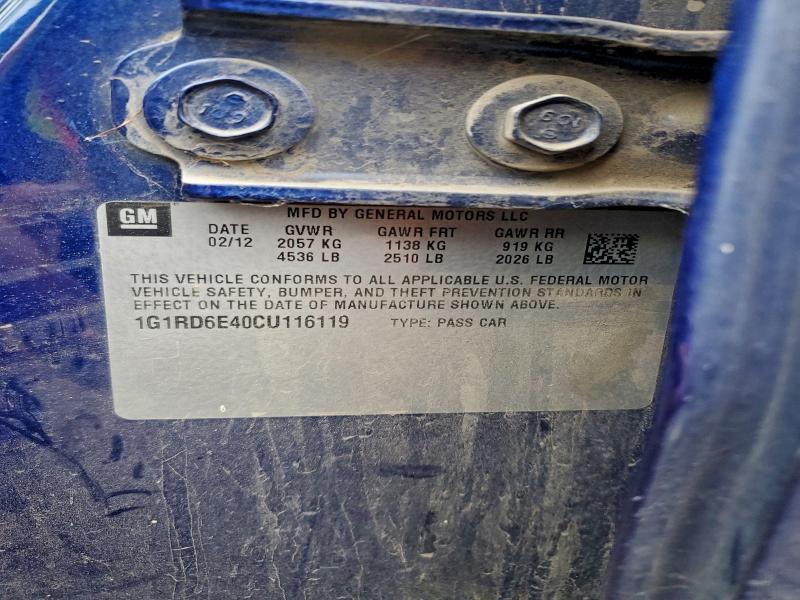 GM
MFD BY GENERAL MOTORS LLC
DATE GVWR GAWR FRT GAWR RR
02/12 2057 KG 1138 KG 919 KG
4536 LB 2510 LB 2026 LB
THIS VEHICLE CONFORMS TO ALL APPLICABLE U.S. FEDERAL MOTOR
VEHICLE SAFETY, BUMPER, AND THEFT PREVENTION STANDARDS IN
EFFECT ON THE DATE OF MANUFACTURE SHOWN ABOVE.
1G1RD6E40CU116119 TYPE: PASS CAR